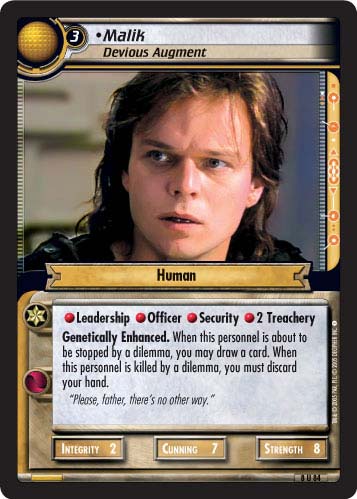 3
•Malik
Devious Augment
Human
Leadership Officer Security 2 Treachery
Genetically Enhanced. When this personnel is about to
be stopped by a dilemma, you may draw a card. When
this personnel is killed by a dilemma, you must discard
your hand.
"Please, father, there's no other way."
INTEGRITY 2 CUNNING 7 STRENGTH 8
8 U 84